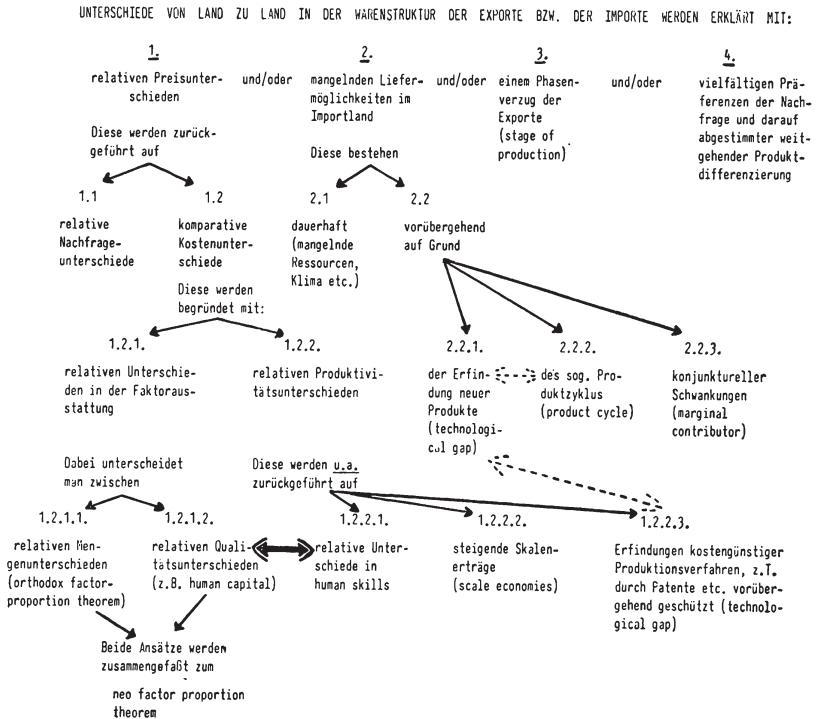 UNTERSCHIEDE VON LAND ZU LAND IN DER WARENSTRUKTUR DER EXPORTE BZW. DER IMPORTE WERDEN ERKLÄRT MIT:
1.
relativen Preisunter-
schieden
und/oder
2.
mangelnden Liefer-
möglichkeiten im
Importland
und/oder
3.
einem Phasen-
verzug der
Exporte
(stage of
production)
und/oder
4.
vielfältigen Prä-
ferenzen der Nach-
frage und darauf
abgestimmter weit-
gehender Produkt-
differenzierung
Diese werden zurück-
geführt auf
Diese bestehen
1.1
relative
Nachfrage-
unterschiede
1.2
komparative
Kostenunter-
schiede
2.1
dauerhaft
(mangelnde
Ressourcen,
Klima etc.)
2.2
vorübergehend
auf Grund
Diese werden
begründet mit:
1.2.1.
relativen Unterschie-
den in der Faktoraus-
stattung
1.2.2.
relativen Produktivi-
tätsunterschieden
2.2.1.
der Erfin-
dung neuer
Produkte
(technologi-
cal gap)
2.2.2.
des sog. Pro-
duktzyklus
(product cycle)
2.2.3.
konjunktureller
Schwankungen
(marginal
contributor)
Dabei unterscheidet
man zwischen
Diese werden u.a.
zurückgeführt auf
1.2.1.1.
relativen Men-
genunterschieden
(orthodox factor-
proportion theorem)
1.2.1.2.
relativen Quali-
tätsunterschieden
(z.B. human capital)
1.2.2.1.
relative Unter-
schiede in
human skills
1.2.2.2.
steigende Skalen-
erträge
(scale economies)
1.2.2.3.
Erfindungen kostengünstiger
Produktionsverfahren, z.T.
durch Patente etc. vorüber-
gehend geschützt (technolo-
gical gap)
Beide Ansätze werden
zusammengefaßt zum
neo factor proportion
theorem